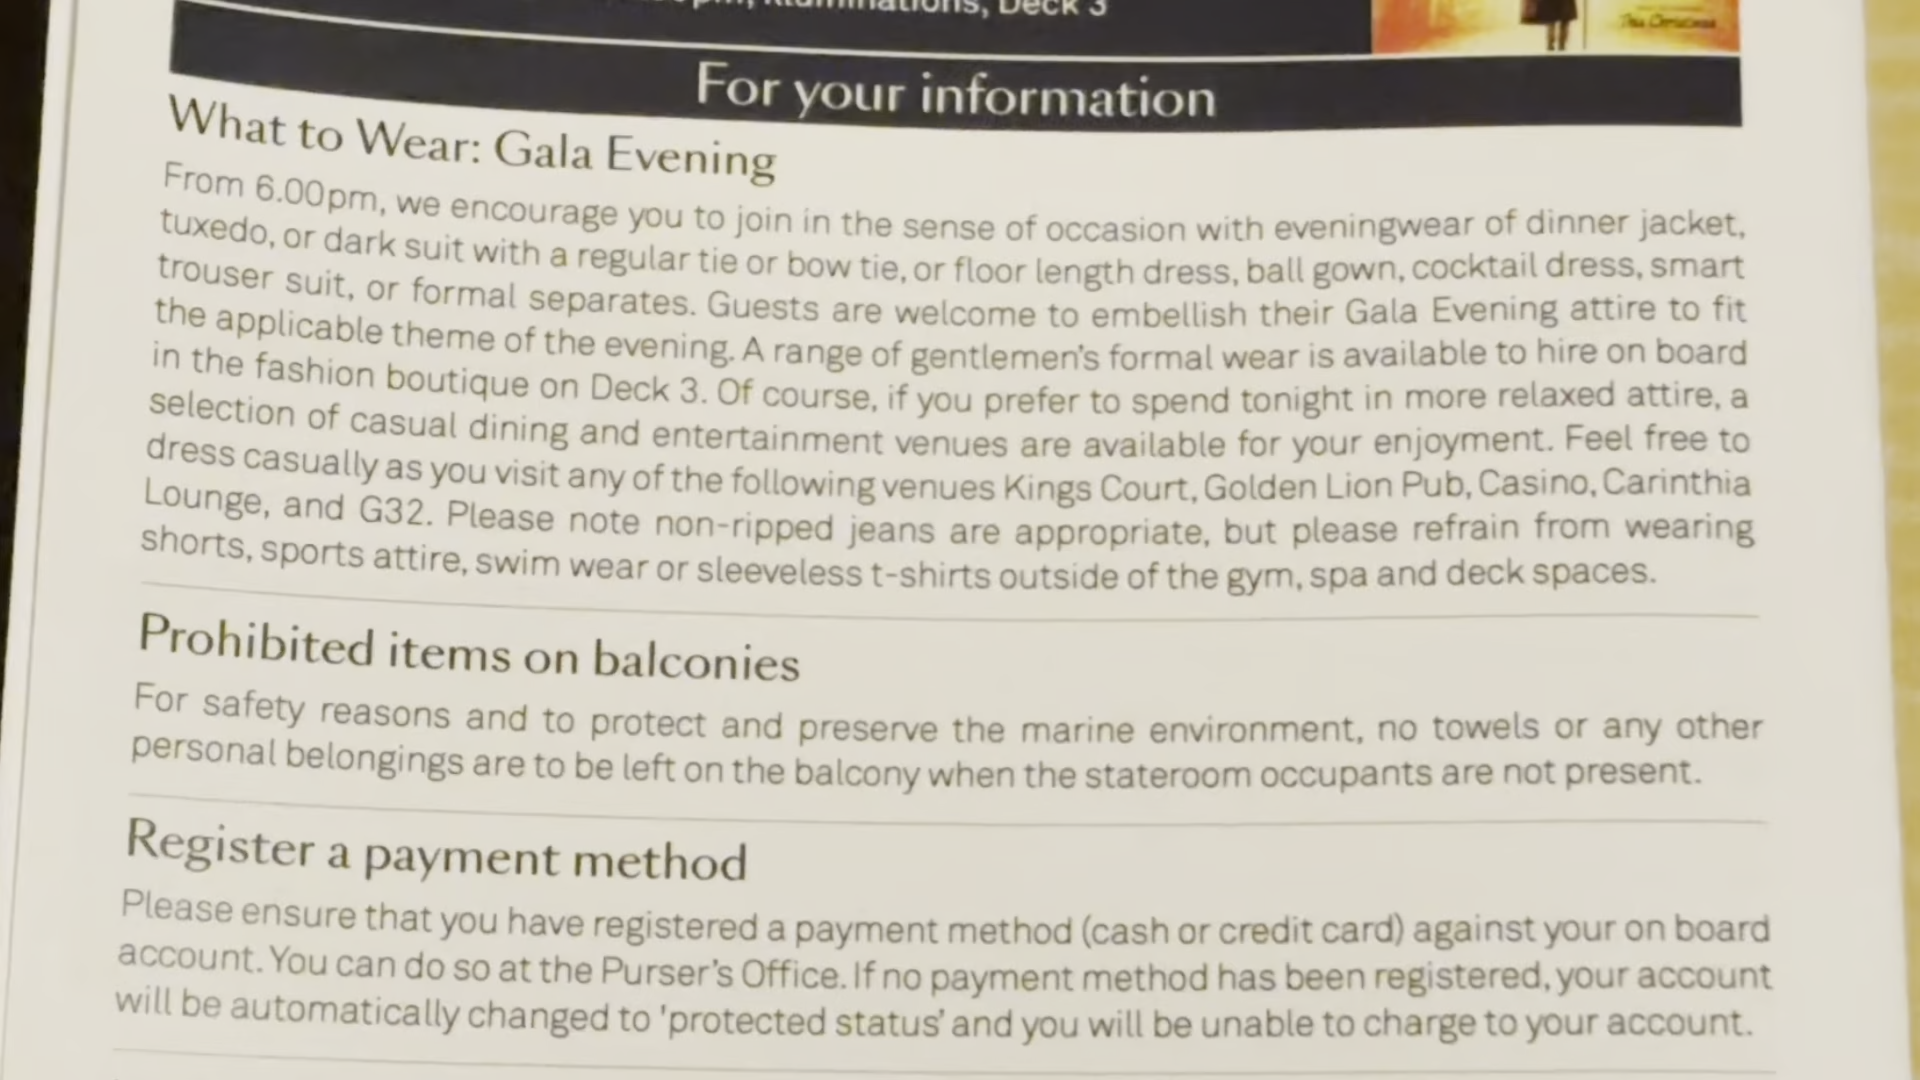 Illuminations, Deck 3
This Christmas
For your information
What to Wear: Gala Evening
From 6.00pm, we encourage you to join in the sense of occasion with eveningwear of dinner jacket,
tuxedo, or dark suit with a regular tie or bow tie, or floor length dress, ball gown, cocktail dress, smart
trouser suit, or formal separates. Guests are welcome to embellish their Gala Evening attire to fit
the applicable theme of the evening. A range of gentlemen's formal wear is available to hire on board
in the fashion boutique on Deck 3. Of course, if you prefer to spend tonight in more relaxed attire, a
selection of casual dining and entertainment venues are available for your enjoyment. Feel free to
dress casually as you visit any of the following venues Kings Court, Golden Lion Pub, Casino, Carinthia
Lounge, and G32. Please note non-ripped jeans are appropriate, but please refrain from wearing
shorts, sports attire, swim wear or sleeveless t-shirts outside of the gym, spa and deck spaces.
Prohibited items on balconies
For safety reasons and to protect and preserve the marine environment, no towels or any other
personal belongings are to be left on the balcony when the stateroom occupants are not present.
Register a payment method
Please ensure that you have registered a payment method (cash or credit card) against your on board
account. You can do so at the Purser's Office. If no payment method has been registered, your account
will be automatically changed to 'protected status' and you will be unable to charge to your account.